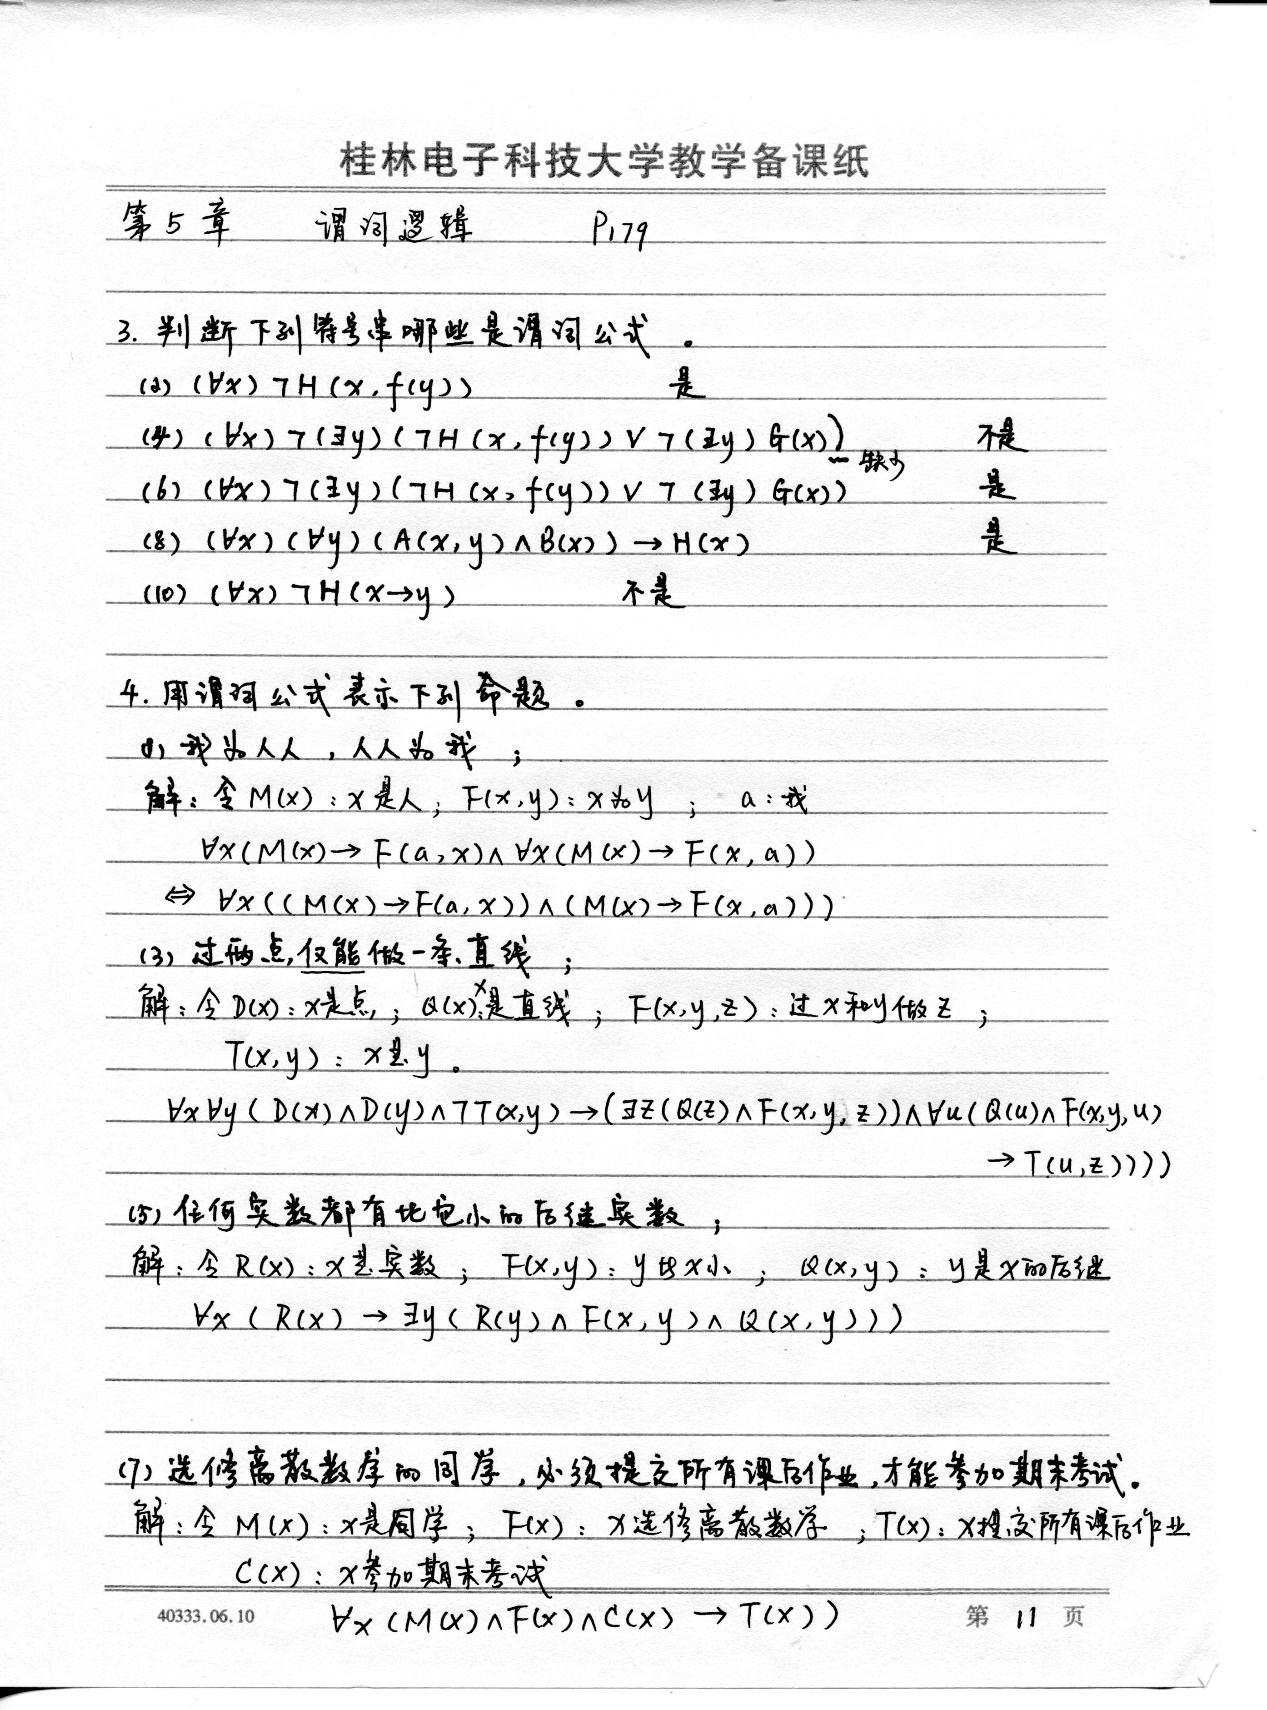 桂林电子科技大学教学备课纸
第5章 谓词逻辑 P179
3. 判断下列符号串哪些是谓词公式。
(2) (∀x)¬H(x,f(y)) 是
(4) (∀x)¬(∃y)(¬H(x,f(y))∨¬(∃y)G(x)) 缺少 不是
(6) (∀x)¬(∃y)(¬H(x,f(y))∨¬(∃y)G(x)) 是
(8) (∀x)(∀y)(A(x,y)∧B(x))→H(x) 是
(10) (∀x)¬H(x→y) 不是
4. 用谓词公式表示下列命题。
(1) 我为人人，人人为我；
解：令M(x)：x是人；F(x,y)：x为y；a：我
∀x(M(x)→F(a,x)∧∀x(M(x)→F(x,a))
⇔ ∀x((M(x)→F(a,x))∧(M(x)→F(x,a)))
(3) 过两点,仅能做一条直线；
解：令D(x)：x是点；Q(x)：x是直线；F(x,y,z)：过x和y做z；
T(x,y)：x是y。
∀x∀y(D(x)∧D(y)∧¬T(x,y)→(∃z(Q(z)∧F(x,y,z))∧∀u(Q(u)∧F(x,y,u)
→T(u,z))))
(5) 任何实数都有比它小的后继实数；
解：令R(x)：x是实数；F(x,y)：y比x小；Q(x,y)：y是x的后继
∀x(R(x)→∃y(R(y)∧F(x,y)∧Q(x,y)))
(7) 选修离散数学的同学，必须提交所有课后作业，才能参加期末考试。
解：令M(x)：x是同学；F(x)：x选修离散数学；T(x)：x提交所有课后作业
C(x)：x参加期末考试
∀x(M(x)∧F(x)∧C(x)→T(x))
40333.06.10 第 11 页